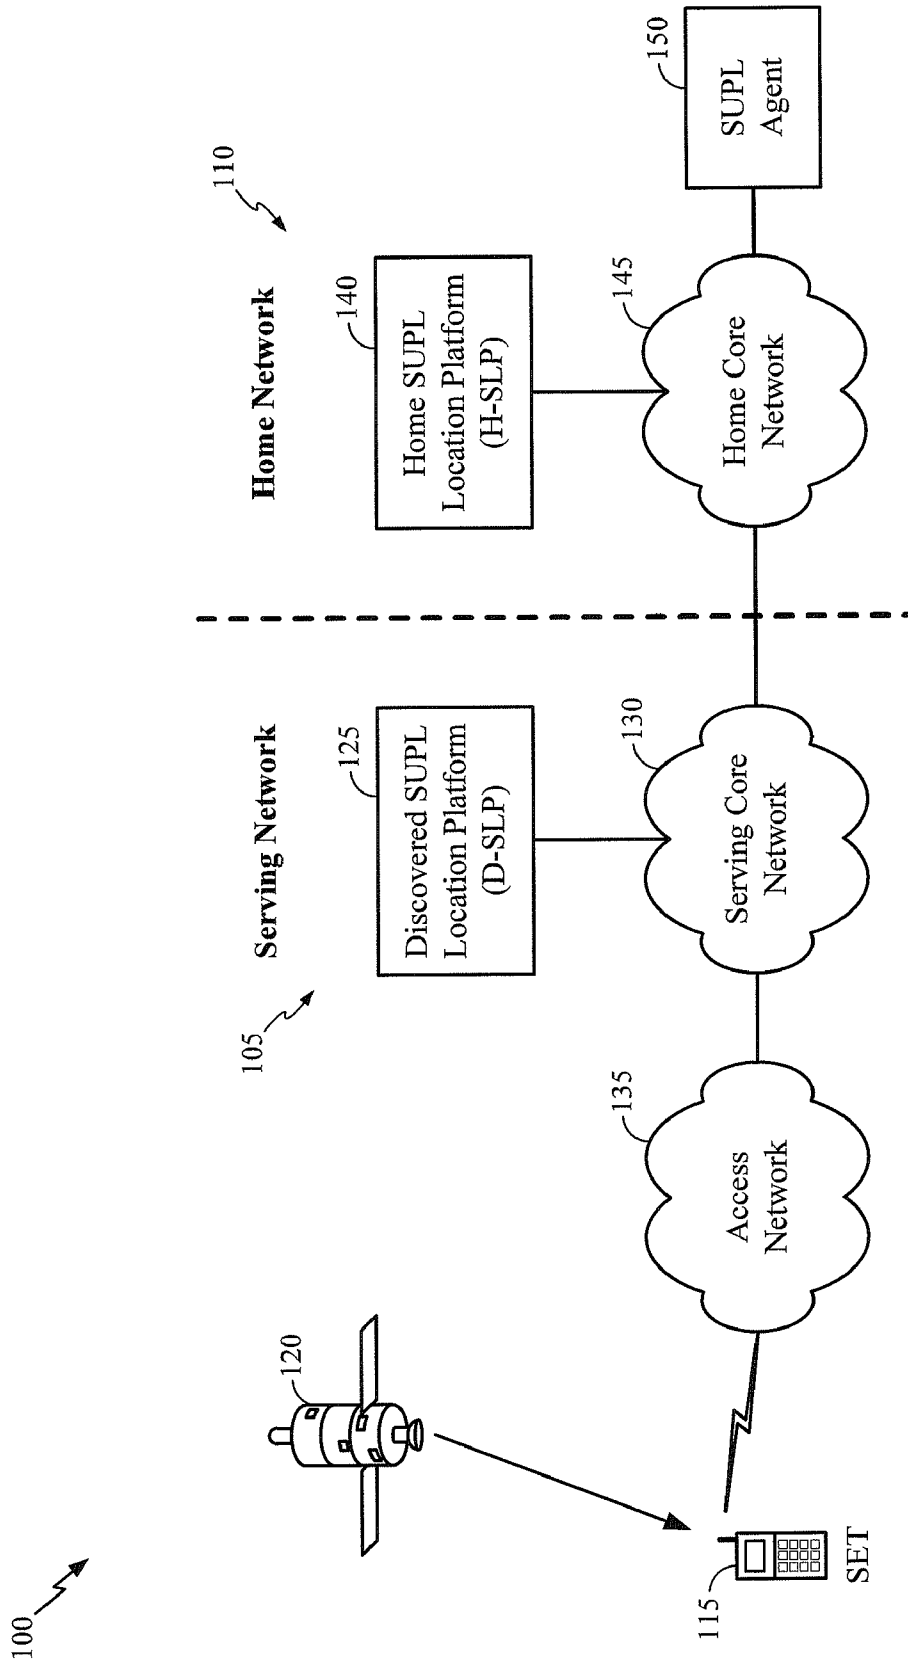 100
120
115
SET
105
Serving Network
125
Discovered SUPL
Location Platform
(D-SLP)
135
Access
Network
130
Serving Core
Network
110
Home Network
140
Home SUPL
Location Platform
(H-SLP)
145
Home Core
Network
150
SUPL
Agent